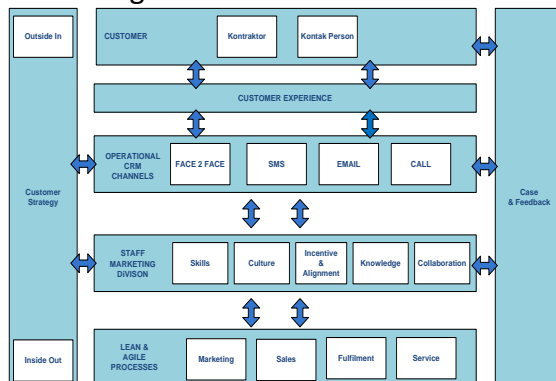 Outside In
CUSTOMER
Kontraktor
Kontak Person
CUSTOMER EXPERIENCE
OPERATIONAL
CRM
CHANNELS
FACE 2 FACE
SMS
EMAIL
CALL
Customer
Strategy
Case
& Feedback
STAFF
MARKETING
DIVISON
Skills
Culture
Incentive
&
Alignment
Knowledge
Collaboration
Inside Out
LEAN &
AGILE
PROCESSES
Marketing
Sales
Fulfilment
Service